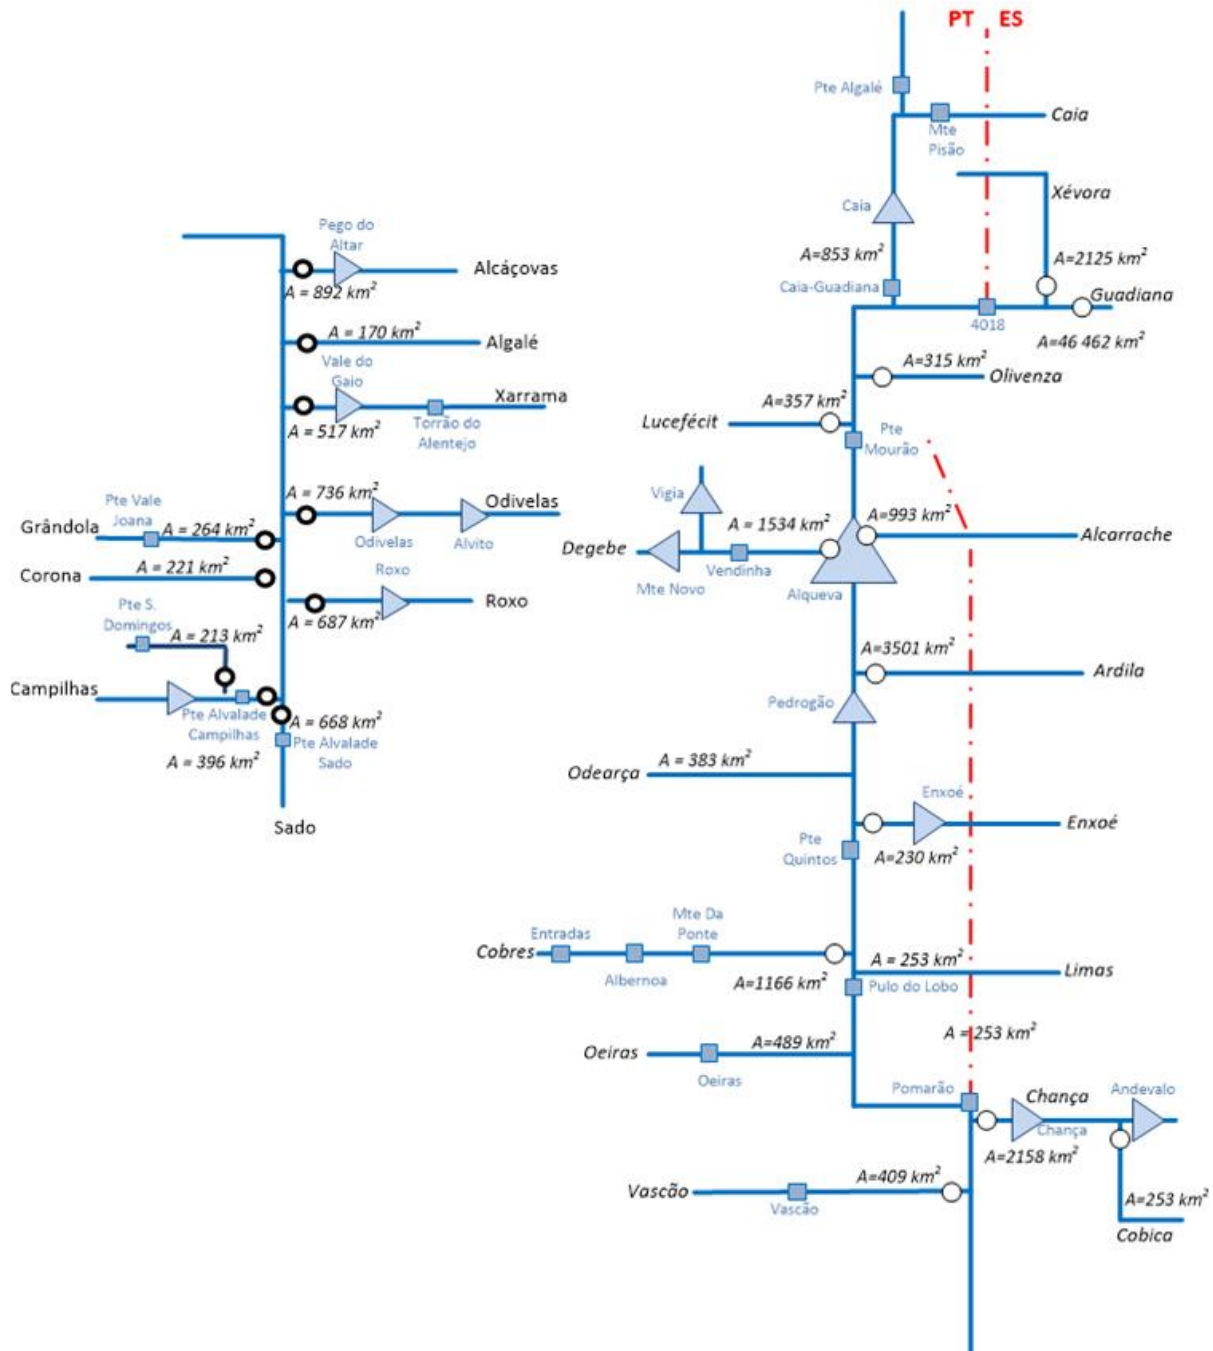 Pego do
Altar
Alcáçovas
A = 892 km²
A = 170 km²
Algalé
Vale do
Gaio
Xarrama
A = 517 km²
Torrão do
Alentejo
A = 736 km²
Odivelas
Odivelas
Alvito
Pte Vale
Joana
Grândola
A = 264 km²
Corona
A = 221 km²
Roxo
Roxo
A = 687 km²
Pte S.
Domingos
A = 213 km²
Campilhas
Pte Alvalade
Campilhas
A = 396 km²
A = 668 km²
Pte Alvalade
Sado
Sado
PT
ES
Pte Algalé
Mte
Pisão
Caia
Xévora
Caia
A=853 km²
A=2125 km²
Caia-Guadiana
Guadiana
4018
A=46 462 km²
A=315 km²
Olivenza
A=357 km²
Lucefécit
Pte
Mourão
Vigia
A = 1534 km²
A=993 km²
Alcarrache
Degebe
Mte Novo
Vendinha
Alqueva
A=3501 km²
Ardila
Pedrogão
Odearça
A = 383 km²
Enxoé
Enxoé
A=230 km²
Pte
Quintos
Cobres
Entradas
Albernoa
Mte Da
Ponte
A=1166 km²
A = 253 km²
Limas
Pulo do Lobo
A = 253 km²
Oeiras
A=489 km²
Oeiras
Pomarão
Chança
Andevalo
Chança
A=2158 km²
A=409 km²
Vascão
Vascão
A=253 km²
Cobica